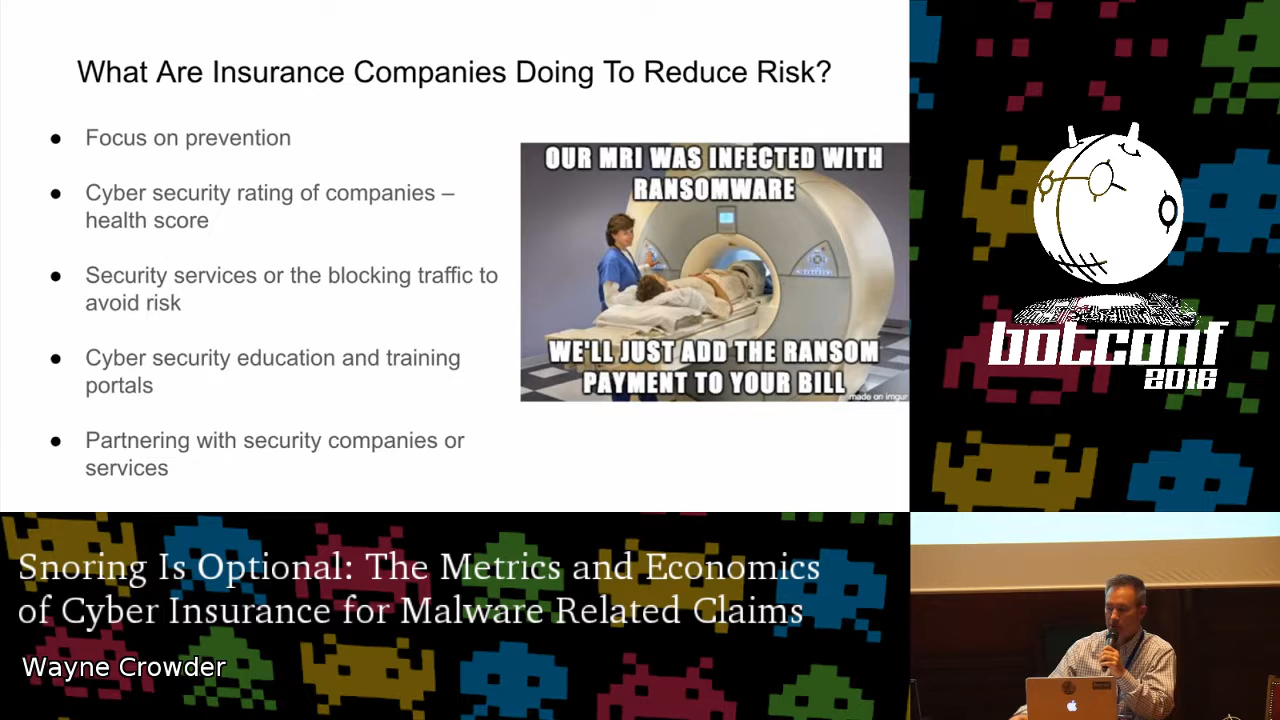 What Are Insurance Companies Doing To Reduce Risk?
● Focus on prevention
● Cyber security rating of companies –
health score
● Security services or the blocking traffic to
avoid risk
● Cyber security education and training
portals
● Partnering with security companies or
services
OUR MRI WAS INFECTED WITH
RANSOMWARE
WE'LL JUST ADD THE RANSOM
PAYMENT TO YOUR BILL
made on imgur
botconf
2016
Snoring Is Optional: The Metrics and Economics
of Cyber Insurance for Malware Related Claims
Wayne Crowder